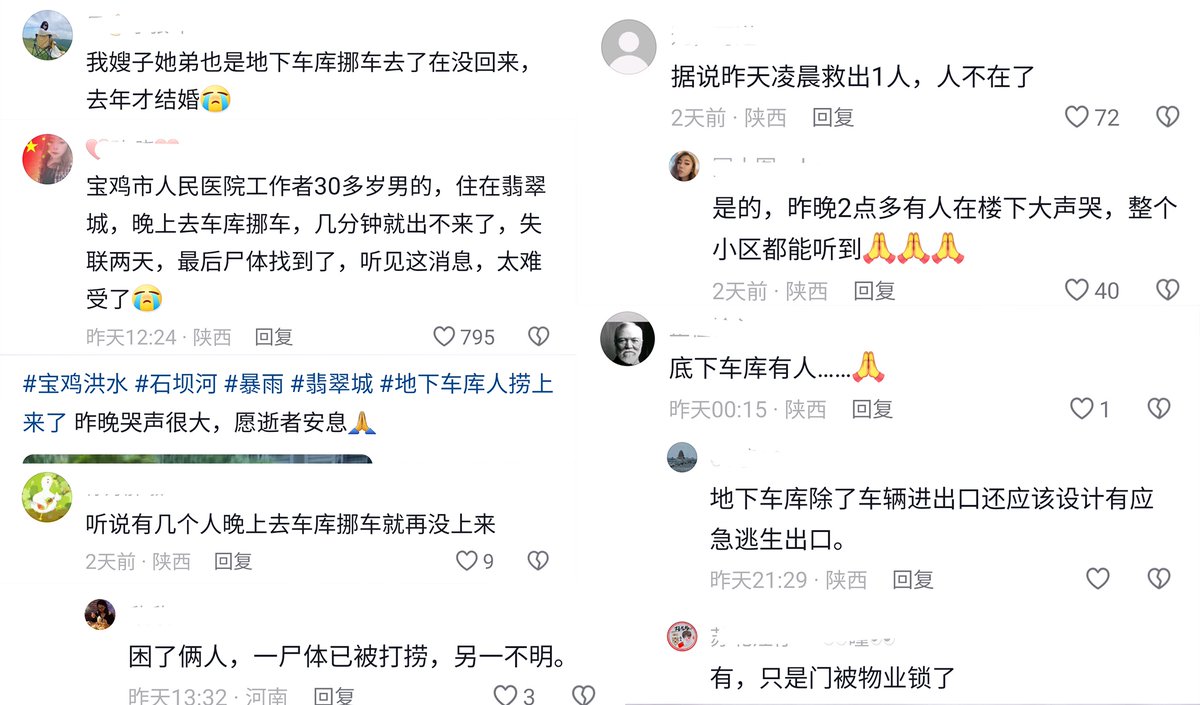 我嫂子她弟也是地下车库挪车去了在没回来，
去年才结婚😭
宝鸡市人民医院工作者30多岁男的，住在翡翠
城，晚上去车库挪车，几分钟就出不来了，失
联两天，最后尸体找到了，听见这消息，太难
受了😭
昨天12:24 · 陕西 回复 795
#宝鸡洪水 #石坝河 #暴雨 #翡翠城 #地下车库人捞上
来了 昨晚哭声很大，愿逝者安息🙏
听说有几个人晚上去车库挪车就再没上来
2天前 · 陕西 回复 9
困了俩人，一尸体已被打捞，另一不明。
昨天13:32 · 河南 回复 3
据说昨天凌晨救出1人，人不在了
2天前 · 陕西 回复 72
是的，昨晚2点多有人在楼下大声哭，整个
小区都能听到🙏🙏🙏
2天前 · 陕西 回复 40
底下车库有人......🙏
昨天00:15 · 陕西 回复 1
地下车库除了车辆进出口还应该设计有应
急逃生出口。
昨天21:29 · 陕西 回复
有，只是门被物业锁了